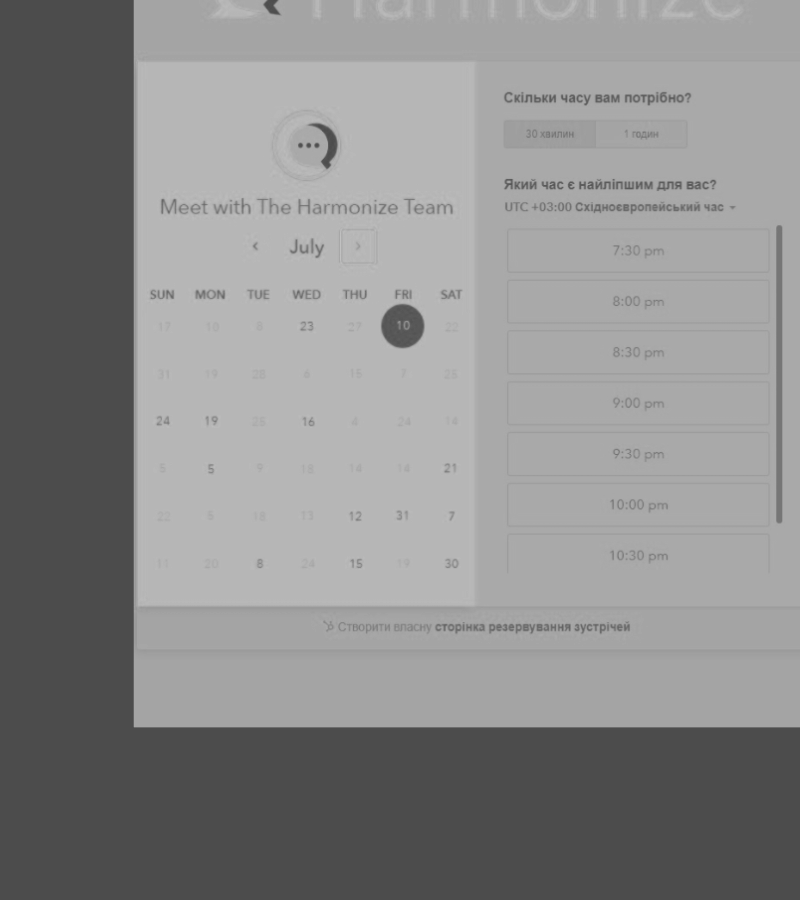 Harmonize
Meet with The Harmonize Team
‹ July ›
SUN MON TUE WED THU FRI SAT
17 10 8 23 27 10 22
31 19 28 6 15 7 25
24 19 25 16 4 24 14
5 5 9 18 14 14 21
22 5 18 13 12 31 7
11 20 8 24 15 19 30
Скільки часу вам потрібно?
30 хвилин 1 годин
Який час є найліпшим для вас?
UTC +03:00 Східноєвропейський час
7:30 pm
8:00 pm
8:30 pm
9:00 pm
9:30 pm
10:00 pm
10:30 pm
Створити власну сторінка резервування зустрічей